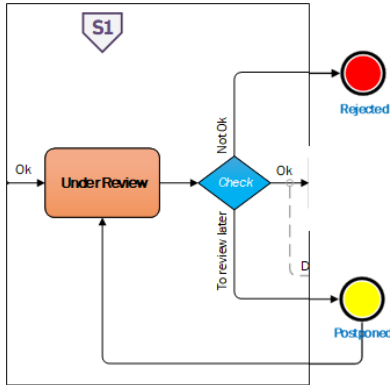 S1
Not Ok
Rejected
Ok
Under Review
Check
Ok
To review later
D
Postponed